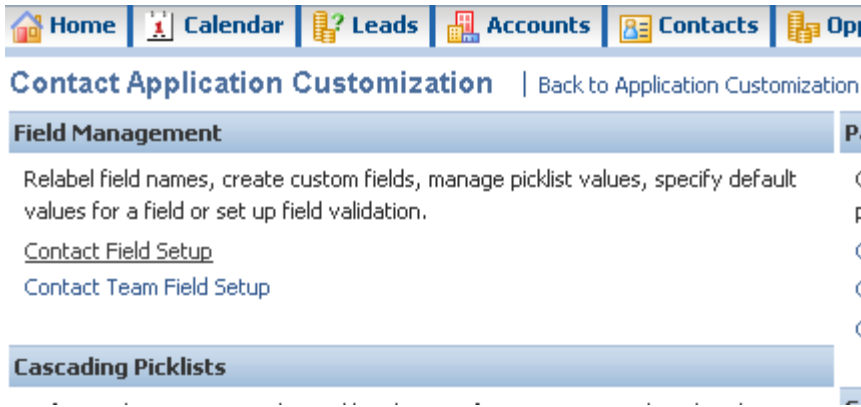 Home Calendar Leads Accounts Contacts
Contact Application Customization | Back to Application Customization
Field Management
Relabel field names, create custom fields, manage picklist values, specify default
values for a field or set up field validation.
Contact Field Setup
Contact Team Field Setup
Cascading Picklists